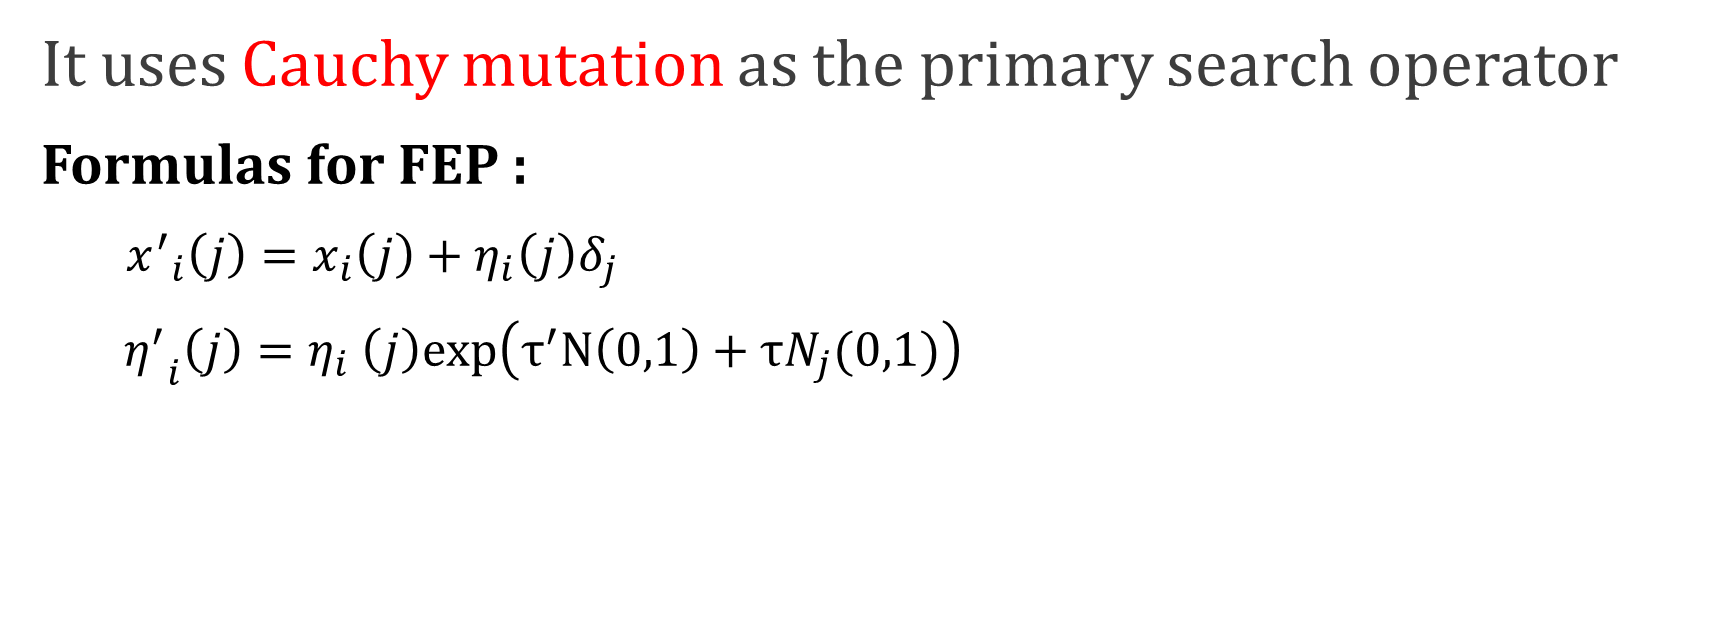 It uses Cauchy mutation as the primary search operator
Formulas for FEP :
x′ᵢ(j) = xᵢ(j) + ηᵢ(j)δⱼ
η′ᵢ(j) = ηᵢ (j)exp(τ′N(0,1) + τNⱼ(0,1))